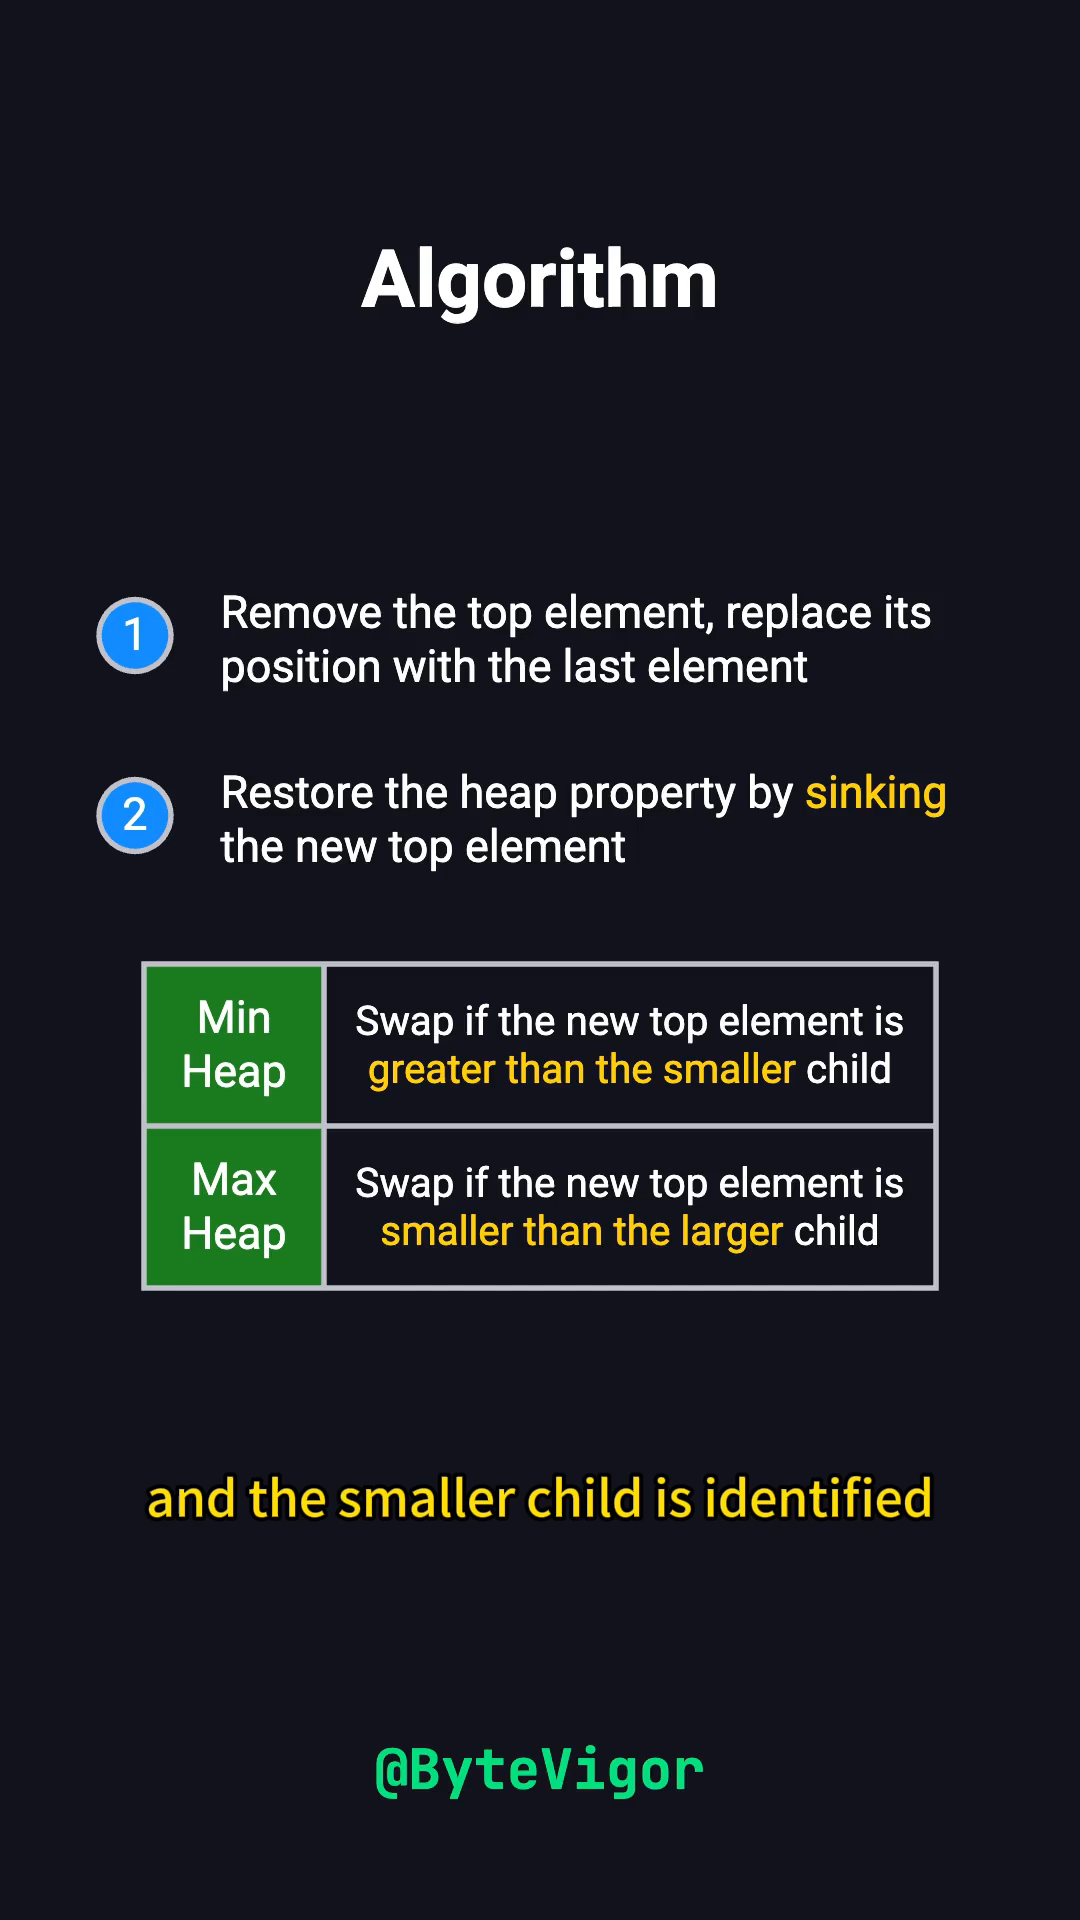 Algorithm
1
Remove the top element, replace its
position with the last element
2
Restore the heap property by sinking
the new top element
Min
Heap
Swap if the new top element is
greater than the smaller child
Max
Heap
Swap if the new top element is
smaller than the larger child
and the smaller child is identified
@ByteVigor